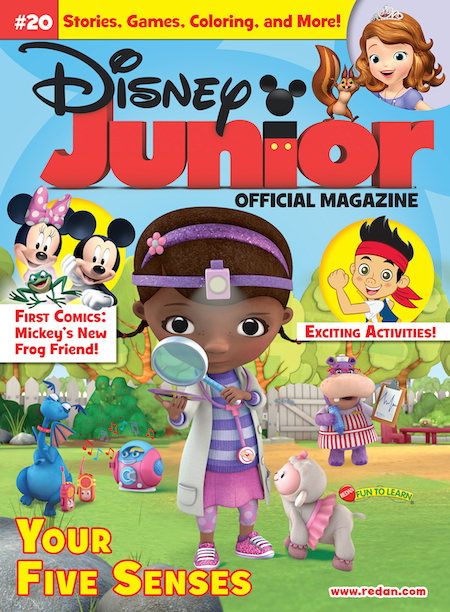 #20
Stories, Games, Coloring, and More!
Disney
Junior
OFFICIAL MAGAZINE
FIRST COMICS:
Mickey's New
Frog Friend!
EXCITING ACTIVITIES!
FUN TO LEARN
YOUR
FIVE SENSES
www.redan.com